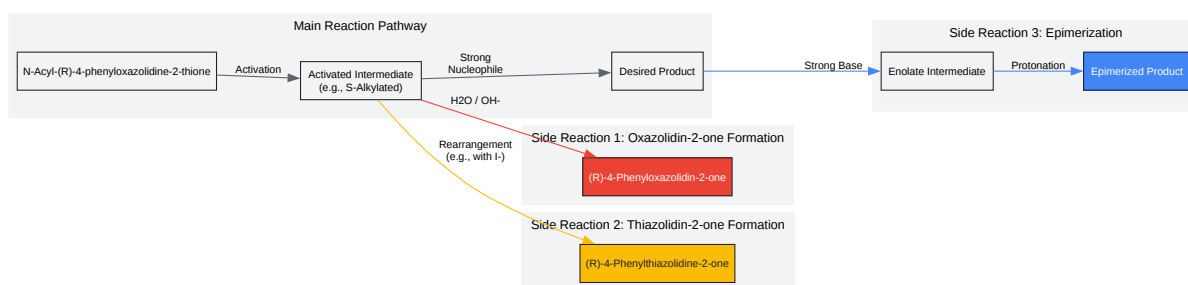 Main Reaction Pathway
N-Acyl-(R)-4-phenyloxazolidine-2-thione
Activation
Activated Intermediate
(e.g., S-Alkylated)
Strong
Nucleophile
Desired Product
H2O / OH-
Rearrangement
(e.g., with I-)
Side Reaction 1: Oxazolidin-2-one Formation
(R)-4-Phenyloxazolidin-2-one
Side Reaction 2: Thiazolidin-2-one Formation
(R)-4-Phenylthiazolidine-2-one
Strong Base
Side Reaction 3: Epimerization
Enolate Intermediate
Protonation
Epimerized Product